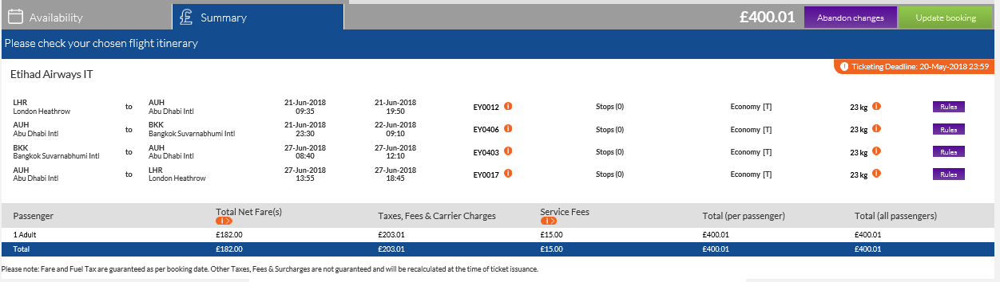 Availability
Summary
£400.01
Abandon changes
Update booking
Please check your chosen flight itinerary
Ticketing Deadline: 20-May-2018 23:59
Etihad Airways IT
LHR to AUH 21-Jun-2018 21-Jun-2018 EY0012 Stops (0) Economy [T] 23 kg Rules
London Heathrow Abu Dhabi Intl 09:35 19:50
AUH to BKK 21-Jun-2018 22-Jun-2018 EY0406 Stops (0) Economy [T] 23 kg Rules
Abu Dhabi Intl Bangkok Suvarnabhumi Intl 23:30 09:10
BKK to AUH 27-Jun-2018 27-Jun-2018 EY0403 Stops (0) Economy [T] 23 kg Rules
Bangkok Suvarnabhumi Intl Abu Dhabi Intl 08:40 12:10
AUH to LHR 27-Jun-2018 27-Jun-2018 EY0017 Stops (0) Economy [T] 23 kg Rules
Abu Dhabi Intl London Heathrow 13:55 18:45
Passenger Total Net Fare(s) Taxes, Fees & Carrier Charges Service Fees Total (per passenger) Total (all passengers)
1 Adult £182.00 £203.01 £15.00 £400.01 £400.01
Total £182.00 £203.01 £15.00 £400.01 £400.01
Please note: Fare and Fuel Tax are guaranteed as per booking date. Other Taxes, Fees & Surcharges are not guaranteed and will be recalculated at the time of ticket issuance.